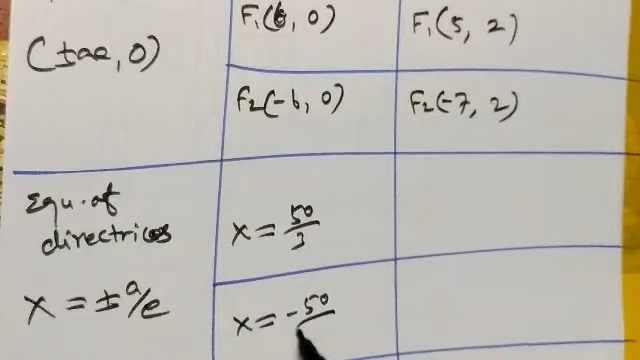 (±ae, 0)
F₁(6, 0)
F₁(5, 2)
F₂(-6, 0)
F₂(-7, 2)
Equ. of
directrices
X = ±a/e
x = 50/3
x = -50